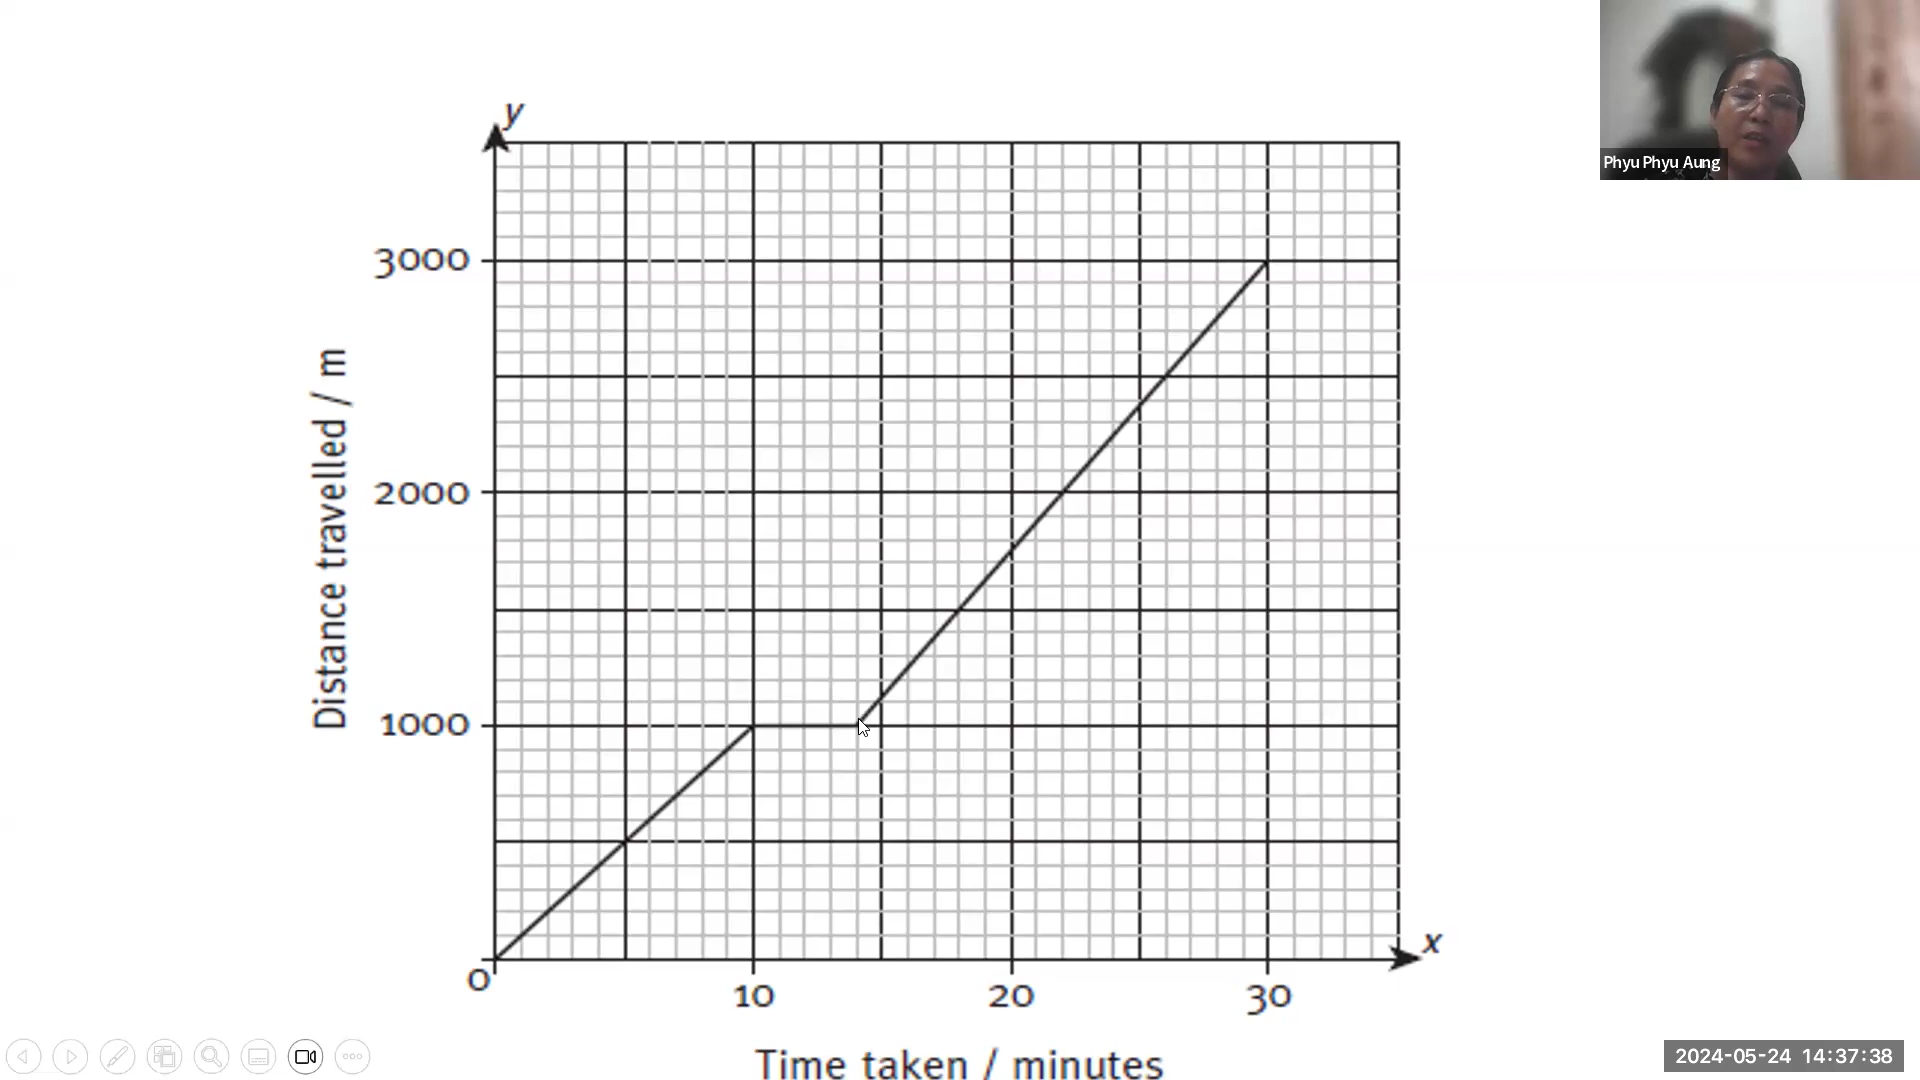 Phyu Phyu Aung
y
3000
2000
1000
0
10
20
30
x
Distance travelled / m
Time taken / minutes
2024-05-24 14:37:38